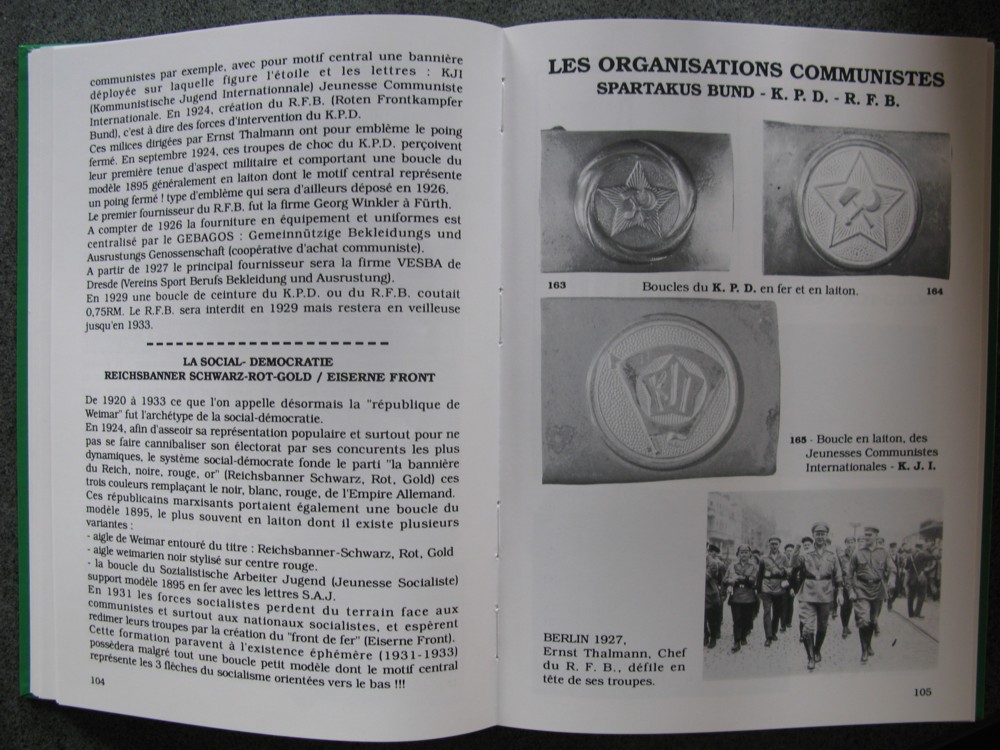 communistes par exemple, avec pour motif central une bannière
déployée sur laquelle figure l'étoile et les lettres : KJI
(Kommunistische Jugend Internationnale) Jeunesse Communiste
Internationale. En 1924, création du R.F.B. (Roten Frontkampfer
Bund), c'est à dire des forces d'intervention du K.P.D.
Ces milices dirigées par Ernst Thalmann ont pour emblème le poing
fermé. En septembre 1924, ces troupes de choc du K.P.D. perçoivent
leur première tenue d'aspect militaire et comportant une boucle du
modèle 1895 généralement en laiton dont le motif central représente
un poing fermé ! type d'emblème qui sera d'ailleurs déposé en 1926.
Le premier fournisseur du R.F.B. fut la firme Georg Winkler à Fürth.
A compter de 1926 la fourniture en équipement et uniformes est
centralisé par le GEBAGOS : Gemeinnützige Bekleidungs und
Ausrustungs Genossenschaft (coopérative d'achat communiste).
A partir de 1927 le principal fournisseur sera la firme VESBA de
Dresde (Vereins Sport Berufs Bekleidung und Ausrustung).
En 1929 une boucle de ceinture du K.P.D. ou du R.F.B. coutait
0,75RM. Le R.F.B. sera interdit en 1929 mais restera en veilleuse
jusqu'en 1933.
LA SOCIAL- DEMOCRATIE
REICHSBANNER SCHWARZ-ROT-GOLD / EISERNE FRONT
De 1920 à 1933 ce que l'on appelle désormais la "république de
Weimar" fut l'archétype de la social-démocratie.
En 1924, afin d'asseoir sa représentation populaire et surtout pour ne
pas se faire cannibaliser son électorat par ses concurents les plus
dynamiques, le système social-démocrate fonde le parti "la bannière
du Reich, noire, rouge, or" (Reichsbanner Schwarz, Rot, Gold) ces
trois couleurs remplaçant le noir, blanc, rouge, de l'Empire Allemand.
Ces républicains marxisants portaient également une boucle du
modèle 1895, le plus souvent en laiton dont il existe plusieurs
variantes :
- aigle de Weimar entouré du titre : Reichsbanner-Schwarz, Rot, Gold
- aigle weimarien noir stylisé sur centre rouge.
- la boucle du Sozialistische Arbeiter Jugend (Jeunesse Socialiste)
support modèle 1895 en fer avec les lettres S.A.J.
En 1931 les forces socialistes perdent du terrain face aux
communistes et surtout aux nationaux socialistes, et espèrent
redimer leurs troupes par la création du "front de fer" (Eiserne Front).
Cette formation paravent à l'existence éphémère (1931-1933)
possèdera malgré tout une boucle petit modèle dont le motif central
représente les 3 flèches du socialisme orientées vers le bas !!!
104
LES ORGANISATIONS COMMUNISTES
SPARTAKUS BUND - K. P. D. - R. F. B.
163
Boucles du K. P. D. en fer et en laiton.
164
KJI
165 - Boucle en laiton, des
Jeunesses Communistes
Internationales - K. J. I.
BERLIN 1927,
Ernst Thalmann, Chef
du R. F. B., défile en
tête de ses troupes.
105